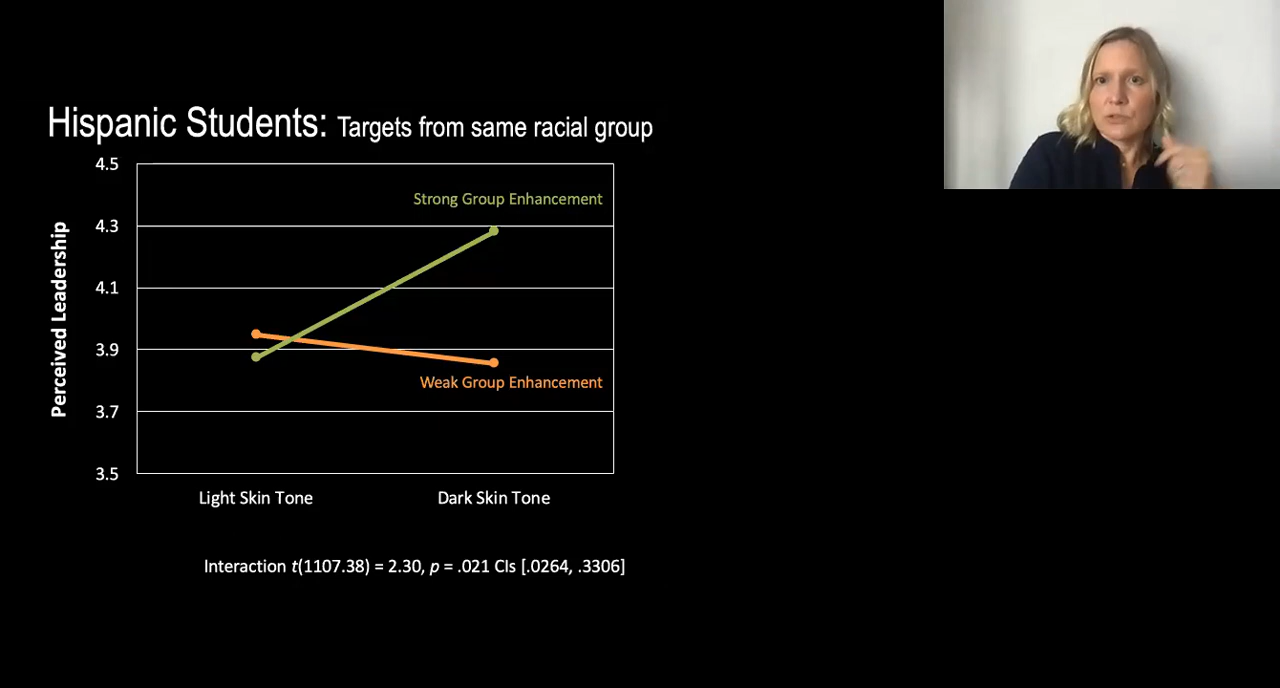 Hispanic Students: Targets from same racial group
4.5
Strong Group Enhancement
4.3
4.1
3.9
Weak Group Enhancement
3.7
3.5
Perceived Leadership
Light Skin Tone
Dark Skin Tone
Interaction t(1107.38) = 2.30, p = .021 CIs [.0264, .3306]